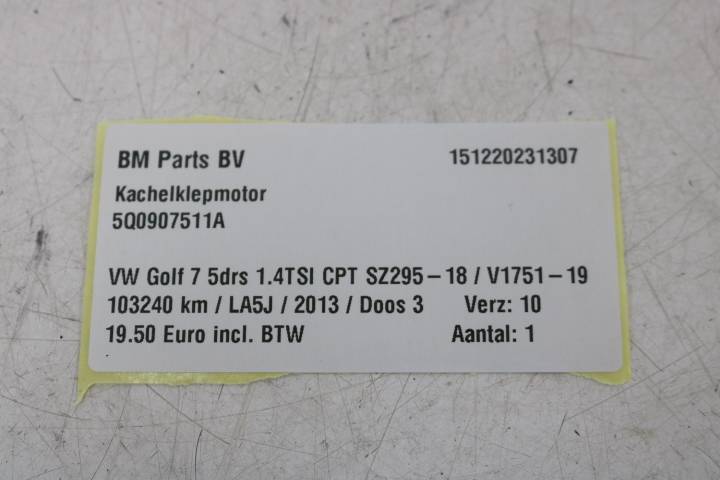 BM Parts BV 151220231307
Kachelklepmotor
5Q0907511A
VW Golf 7 5drs 1.4TSI CPT SZ295-18 / V1751-19
103240 km / LA5J / 2013 / Doos 3 Verz: 10
19.50 Euro incl. BTW Aantal: 1